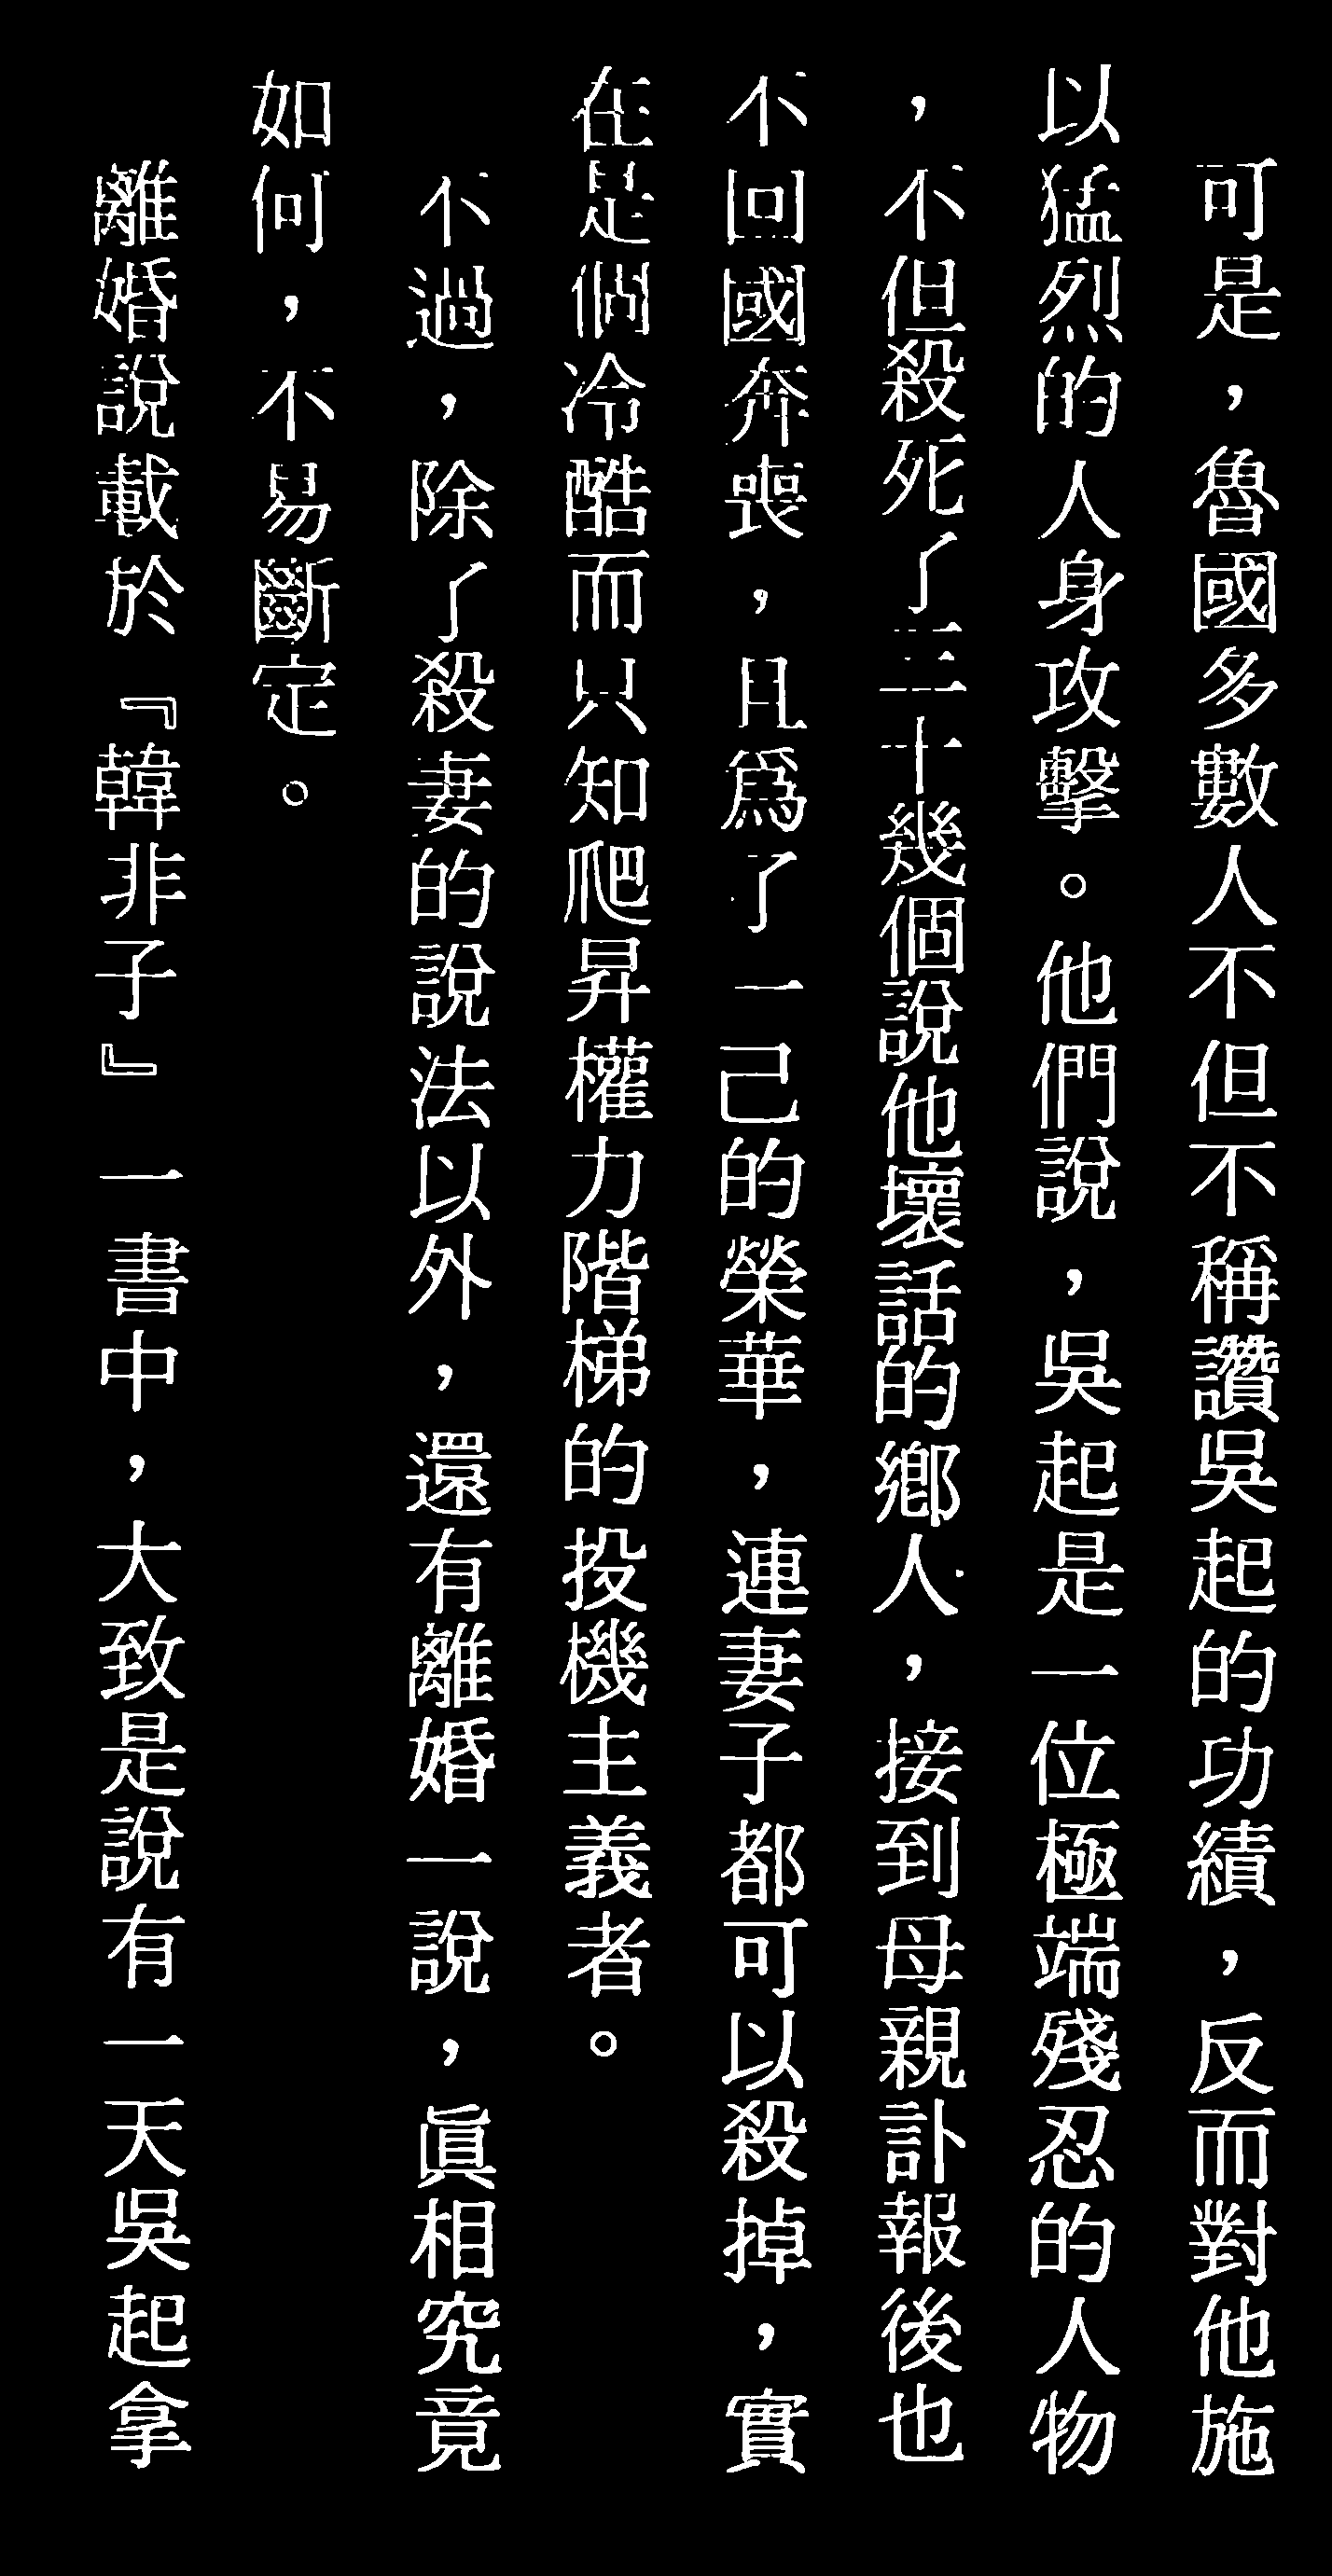 可是，魯國多數人不但不稱讚吳起的功績，反而對他施
以猛烈的人身攻擊。他們說，吳起是一位極端殘忍的人物
，不但殺死了三十幾個說他壞話的鄉人，接到母親訃報後也
不回國奔喪，且爲了一己的榮華，連妻子都可以殺掉，實
在是個冷酷而只知爬昇權力階梯的投機主義者。
不過，除了殺妻的說法以外，還有離婚一說，眞相究竟
如何，不易斷定。
離婚說載於『韓非子』一書中，大致是說有一天吳起拿